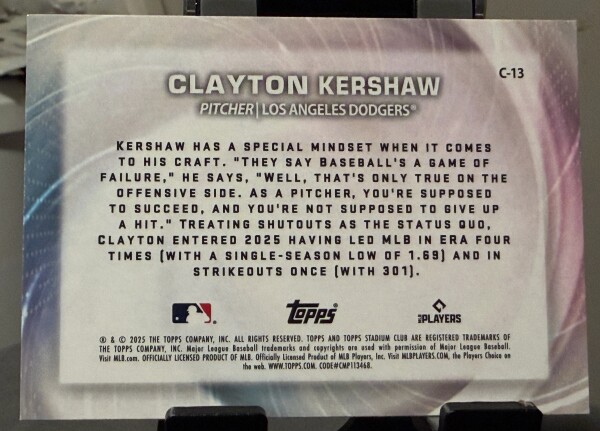 C-13
CLAYTON KERSHAW
PITCHER | LOS ANGELES DODGERS®
KERSHAW HAS A SPECIAL MINDSET WHEN IT COMES
TO HIS CRAFT. "THEY SAY BASEBALL'S A GAME OF
FAILURE," HE SAYS, "WELL, THAT'S ONLY TRUE ON THE
OFFENSIVE SIDE. AS A PITCHER, YOU'RE SUPPOSED
TO SUCCEED, AND YOU'RE NOT SUPPOSED TO GIVE UP
A HIT." TREATING SHUTOUTS AS THE STATUS QUO,
CLAYTON ENTERED 2025 HAVING LED MLB IN ERA FOUR
TIMES (WITH A SINGLE-SEASON LOW OF 1.69) AND IN
STRIKEOUTS ONCE (WITH 301).
TOPPS®
MLB PLAYERS
® & © 2025 THE TOPPS COMPANY, INC. ALL RIGHTS RESERVED. TOPPS AND TOPPS STADIUM CLUB ARE REGISTERED TRADEMARKS OF
THE TOPPS COMPANY, INC. Major League Baseball trademarks and copyrights are used with permission of Major League Baseball.
Visit MLB.com. OFFICIALLY LICENSED PRODUCT OF MLB. Officially Licensed Product of MLB Players, Inc. Visit MLBPLAYERS.COM, the Players Choice on
the web. WWW.TOPPS.COM. CODE#CMP113468.